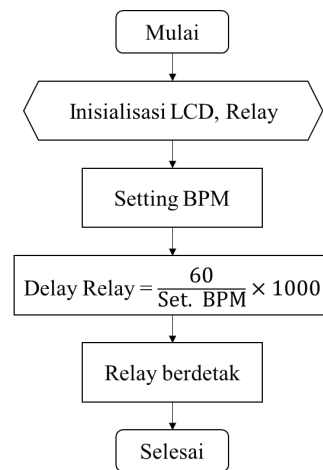 Mulai
Inisialisasi LCD, Relay
Setting BPM
Delay Relay = 60/Set. BPM × 1000
Relay berdetak
Selesai